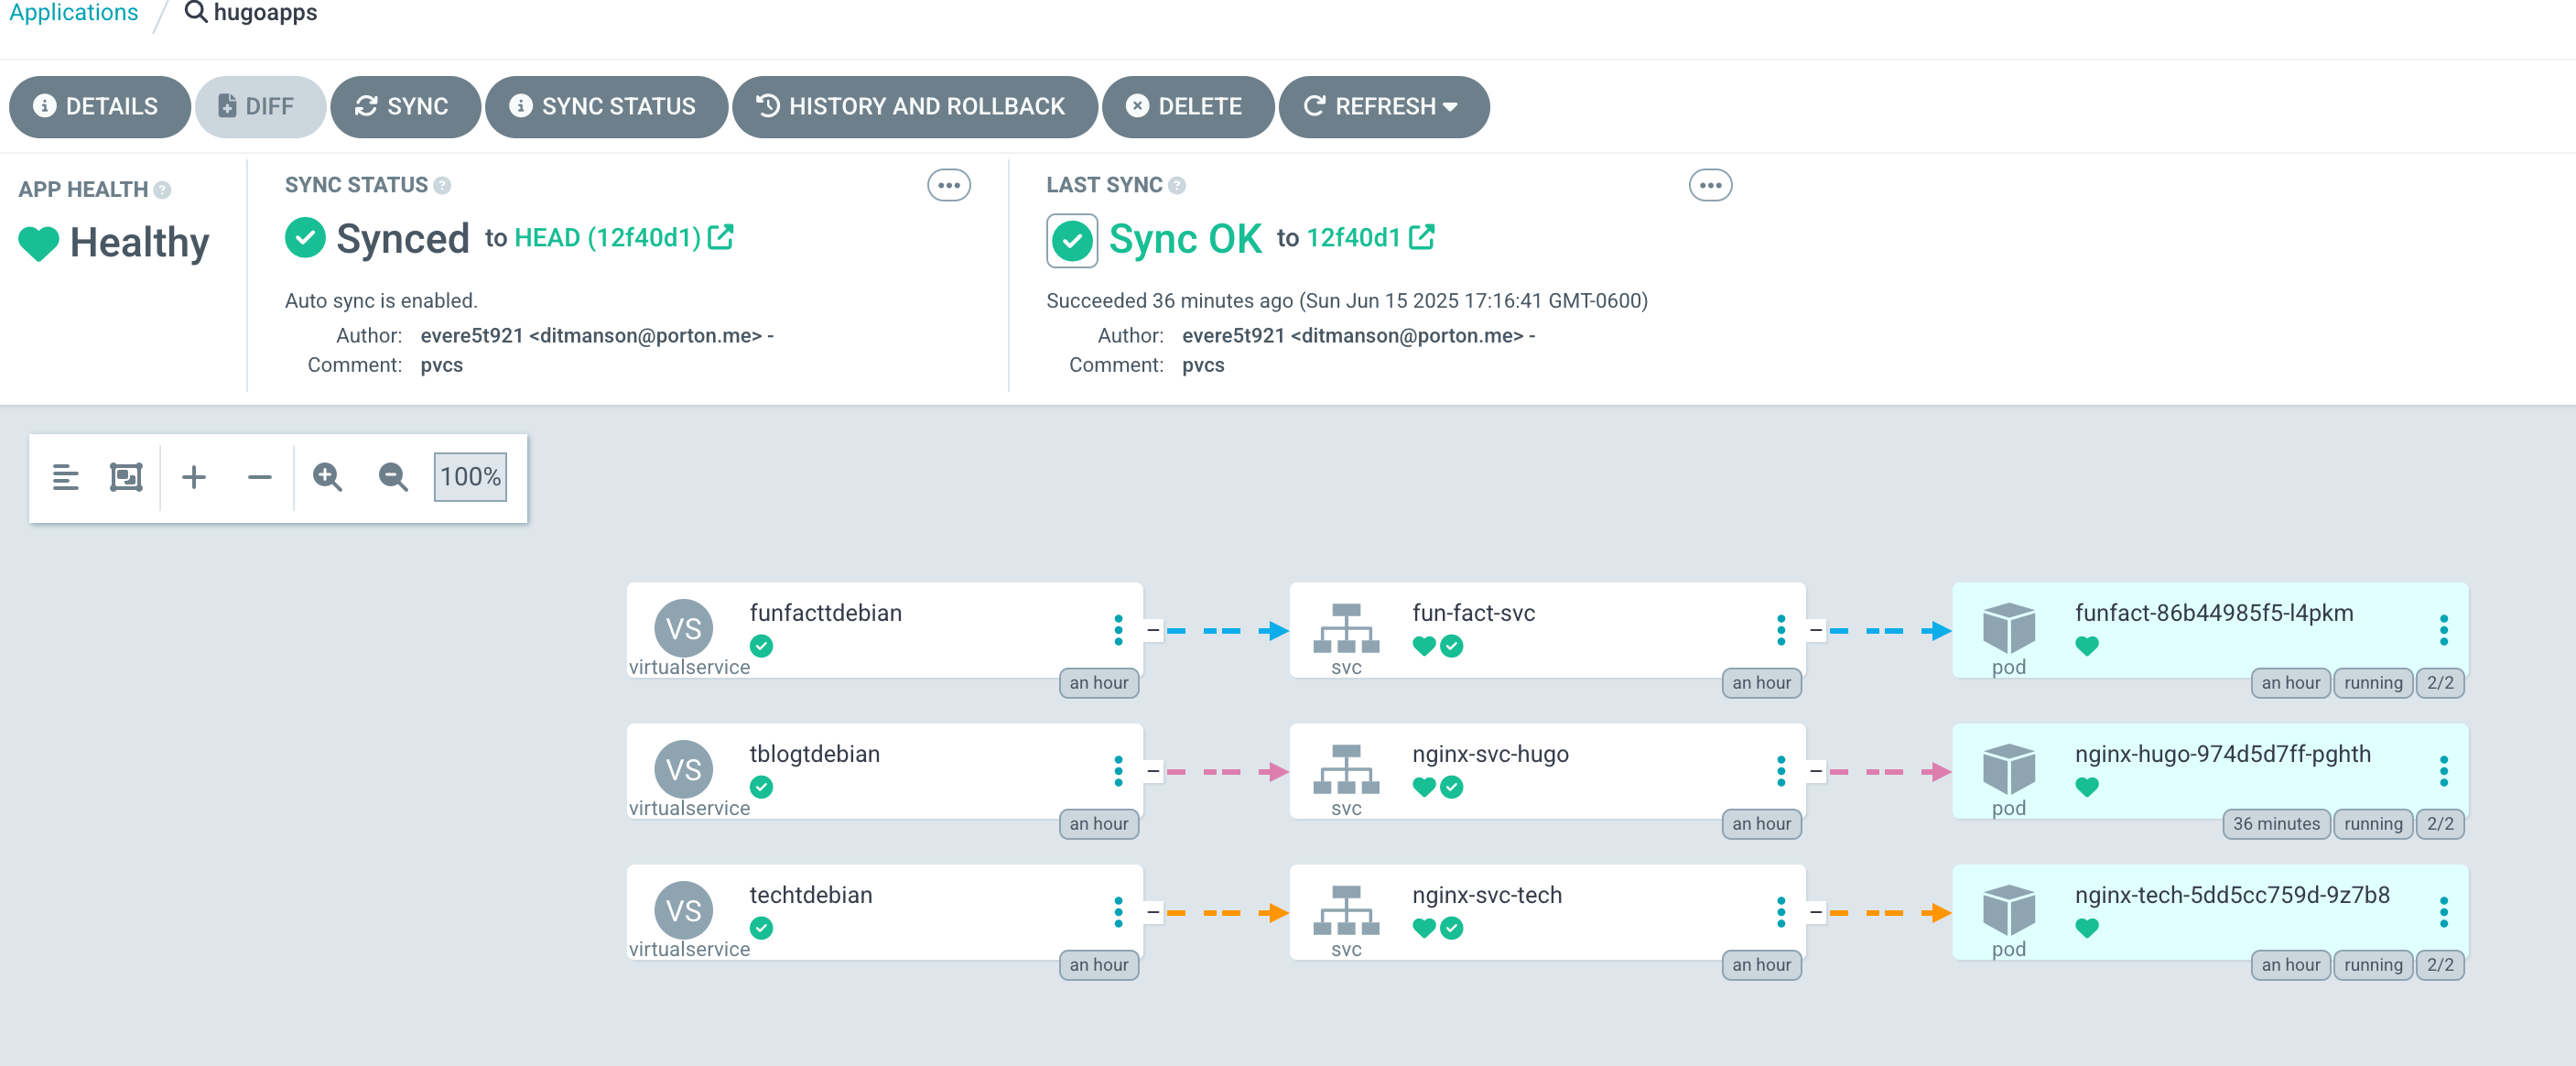 Applications / hugoapps
DETAILS DIFF SYNC SYNC STATUS HISTORY AND ROLLBACK DELETE REFRESH
APP HEALTH
Healthy
SYNC STATUS
Synced to HEAD (12f40d1)
Auto sync is enabled.
Author: evere5t921 <ditmanson@porton.me> -
Comment: pvcs
LAST SYNC
Sync OK to 12f40d1
Succeeded 36 minutes ago (Sun Jun 15 2025 17:16:41 GMT-0600)
Author: evere5t921 <ditmanson@porton.me> -
Comment: pvcs
100%
VS
virtualservice
funfacttdebian
an hour
svc
fun-fact-svc
an hour
pod
funfact-86b44985f5-l4pkm
an hour running 2/2
VS
virtualservice
tblogtdebian
an hour
svc
nginx-svc-hugo
an hour
pod
nginx-hugo-974d5d7ff-pghth
36 minutes running 2/2
VS
virtualservice
techtdebian
an hour
svc
nginx-svc-tech
an hour
pod
nginx-tech-5dd5cc759d-9z7b8
an hour running 2/2